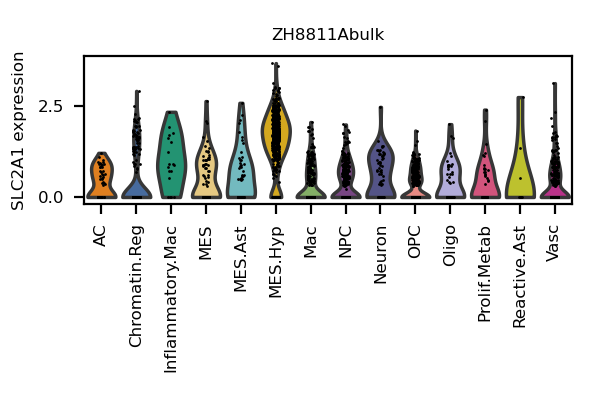 ZH8811Abulk
SLC2A1 expression
2.5
0.0
AC
Chromatin.Reg
Inflammatory.Mac
MES
MES.Ast
MES.Hyp
Mac
NPC
Neuron
OPC
Oligo
Prolif.Metab
Reactive.Ast
Vasc